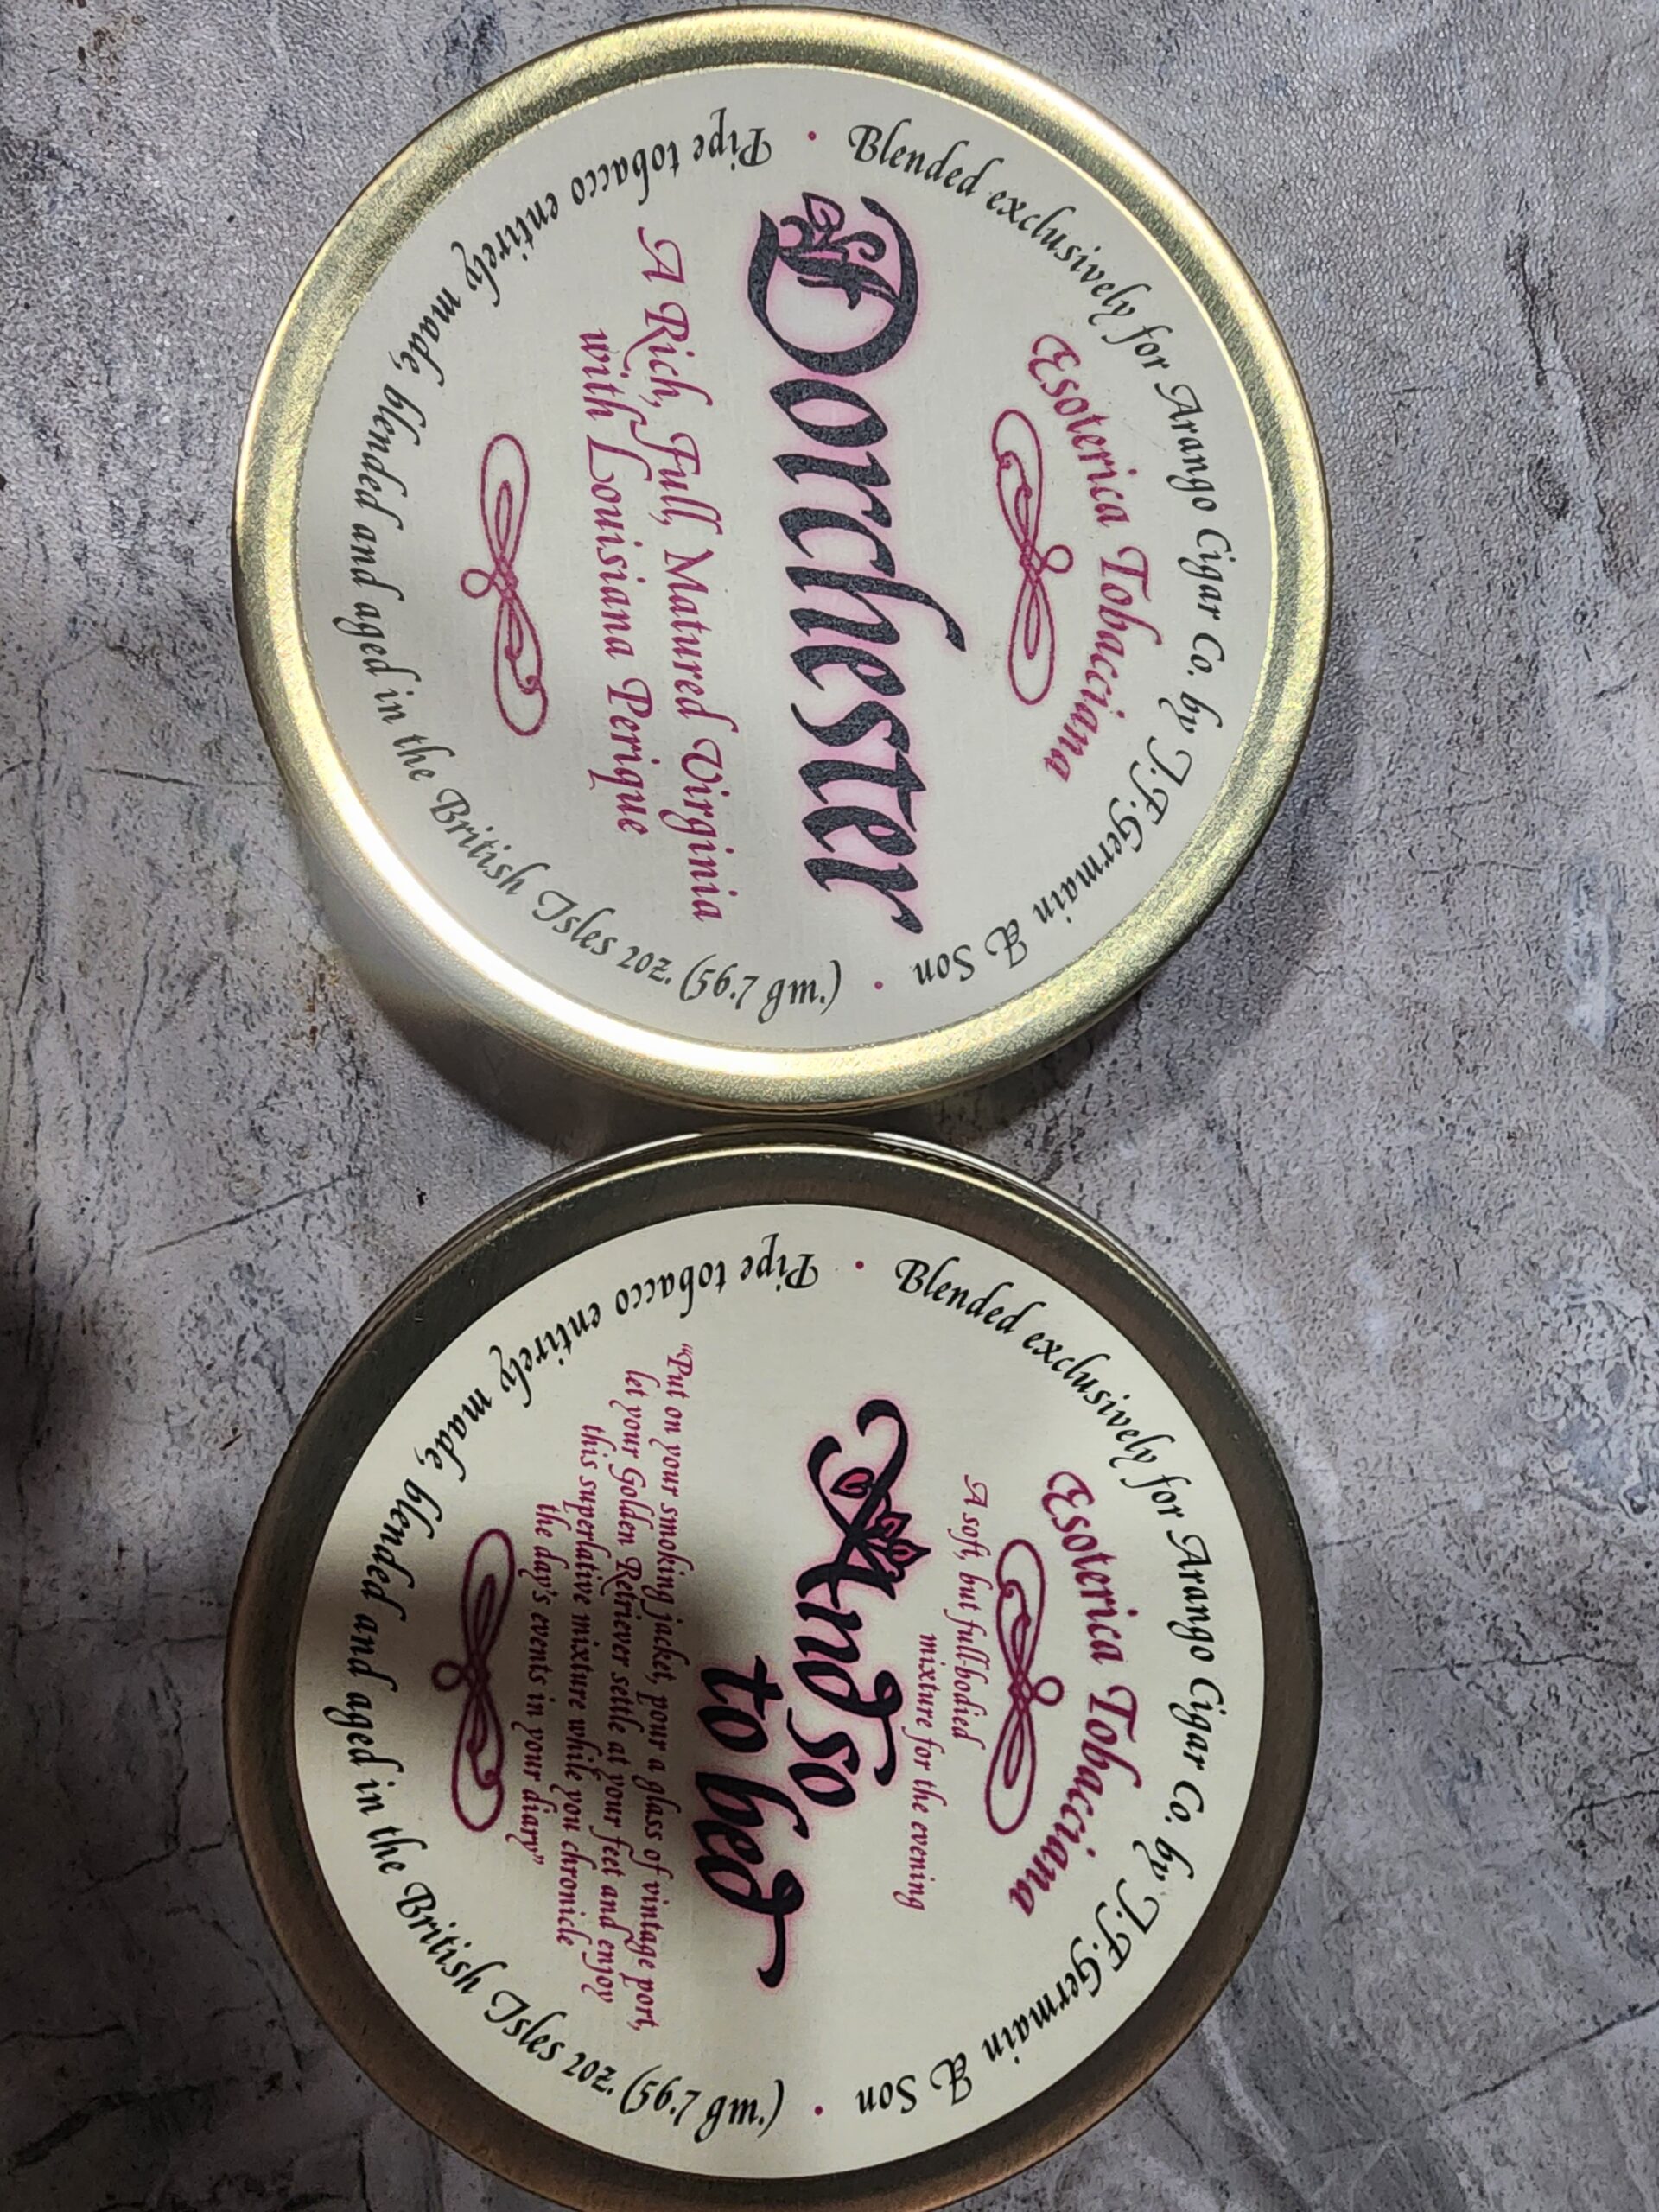 Blended exclusively for Arango Cigar Co. by J.F. Germain & Son
Esoterica Tobacciana
Dorchester
A Rich, Full, Matured Virginia
with Louisiana Perique
Pipe tobacco entirely made, blended and aged in the British Isles 2oz. (56.7 gm.)
Blended exclusively for Arango Cigar Co. by J.F. Germain & Son
Esoterica Tobacciana
A soft, but full-bodied
mixture for the evening
And so
to bed
"Put on your smoking jacket, pour a glass of vintage port,
let your Golden Retriever settle at your feet and enjoy
this superlative mixture while you chronicle
the day's events in your diary"
Pipe tobacco entirely made, blended and aged in the British Isles 2oz. (56.7 gm.)